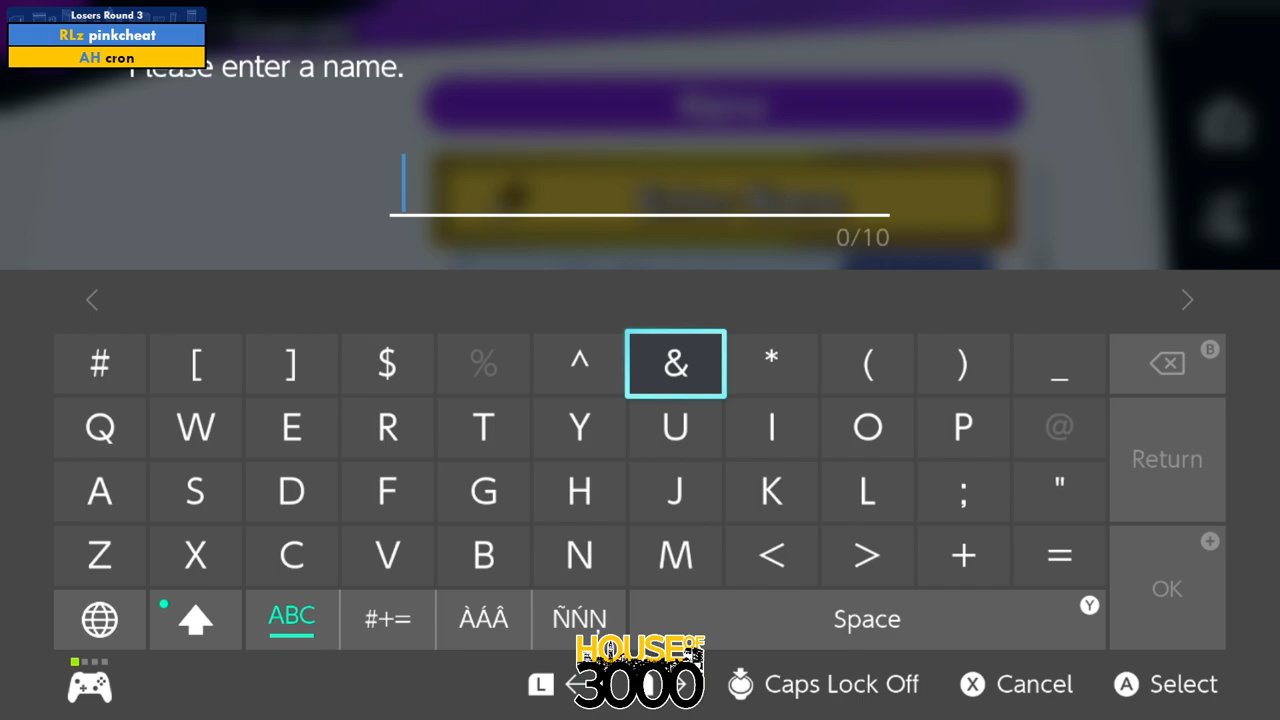 Losers Round 3
RLz pinkcheat
AH cron
Please enter a name.
0/10
# [ ] $ % ^ & * ( ) _ B
Q W E R T Y U I O P @
Return
A S D F G H J K L ; "
Z X C V B N M < > + =
+
OK
ABC #+= ÀÁÂ ÑŃŅ Space Y
HOUSE OF
3000
L Caps Lock Off X Cancel A Select